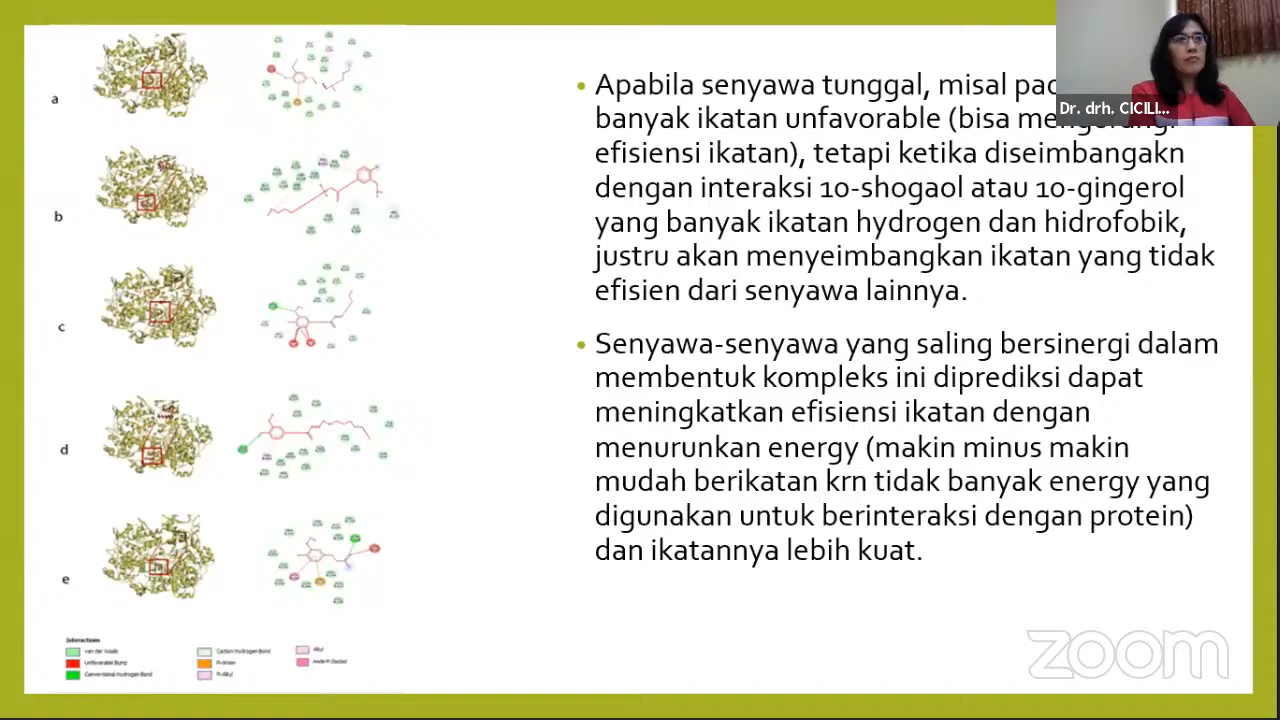 a
b
c
d
e
Interactions
van der Waals
Unfavorable Bump
Conventional Hydrogen Bond
Carbon Hydrogen Bond
Pi-Anion
Pi-Alkyl
Alkyl
Amide-Pi Stacked
Apabila senyawa tunggal, misal
banyak ikatan unfavorable (bisa mengurangi
efisiensi ikatan), tetapi ketika diseimbangakn
dengan interaksi 10-shogaol atau 10-gingerol
yang banyak ikatan hydrogen dan hidrofobik,
justru akan menyeimbangkan ikatan yang tidak
efisien dari senyawa lainnya.
Senyawa-senyawa yang saling bersinergi dalam
membentuk kompleks ini diprediksi dapat
meningkatkan efisiensi ikatan dengan
menurunkan energy (makin minus makin
mudah berikatan krn tidak banyak energy yang
digunakan untuk berinteraksi dengan protein)
dan ikatannya lebih kuat.
Dr. drh. CICILI...
zoom